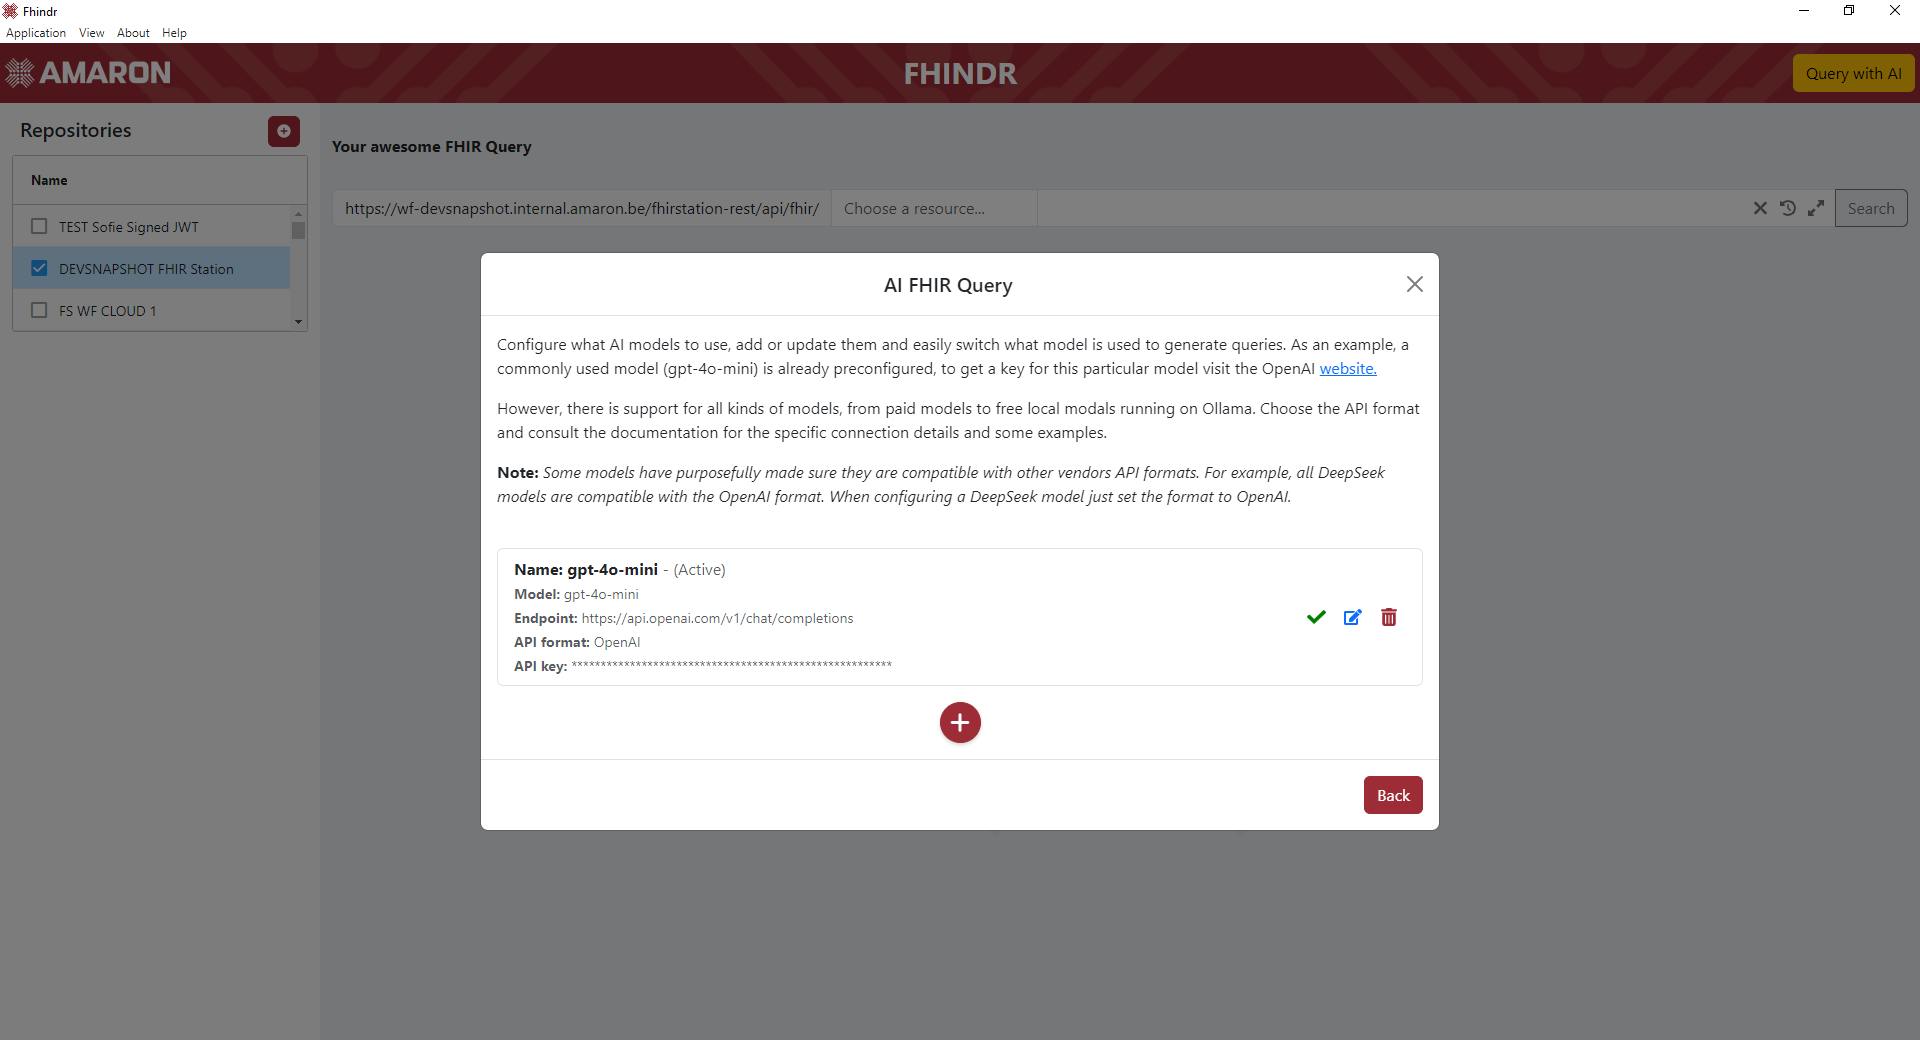 Fhindr
Application View About Help
AMARON
FHINDR
Query with AI
Repositories
Name
TEST Sofie Signed JWT
DEVSNAPSHOT FHIR Station
FS WF CLOUD 1
Your awesome FHIR Query
https://wf-devsnapshot.internal.amaron.be/fhirstation-rest/api/fhir/ Choose a resource... Search
AI FHIR Query
Configure what AI models to use, add or update them and easily switch what model is used to generate queries. As an example, a
commonly used model (gpt-4o-mini) is already preconfigured, to get a key for this particular model visit the OpenAI website.
However, there is support for all kinds of models, from paid models to free local modals running on Ollama. Choose the API format
and consult the documentation for the specific connection details and some examples.
Note: Some models have purposefully made sure they are compatible with other vendors API formats. For example, all DeepSeek
models are compatible with the OpenAI format. When configuring a DeepSeek model just set the format to OpenAI.
Name: gpt-4o-mini - (Active)
Model: gpt-4o-mini
Endpoint: https://api.openai.com/v1/chat/completions
API format: OpenAI
API key: ********************************************************
Back